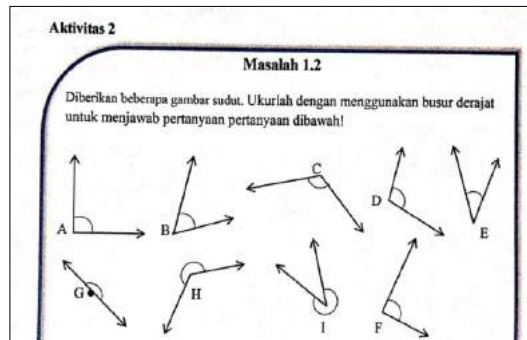 Aktivitas 2
Masalah 1.2
Diberikan beberapa gambar sudut. Ukurlah dengan menggunakan busur derajat
untuk menjawab pertanyaan pertanyaan dibawah!
A B C D E
G H I F